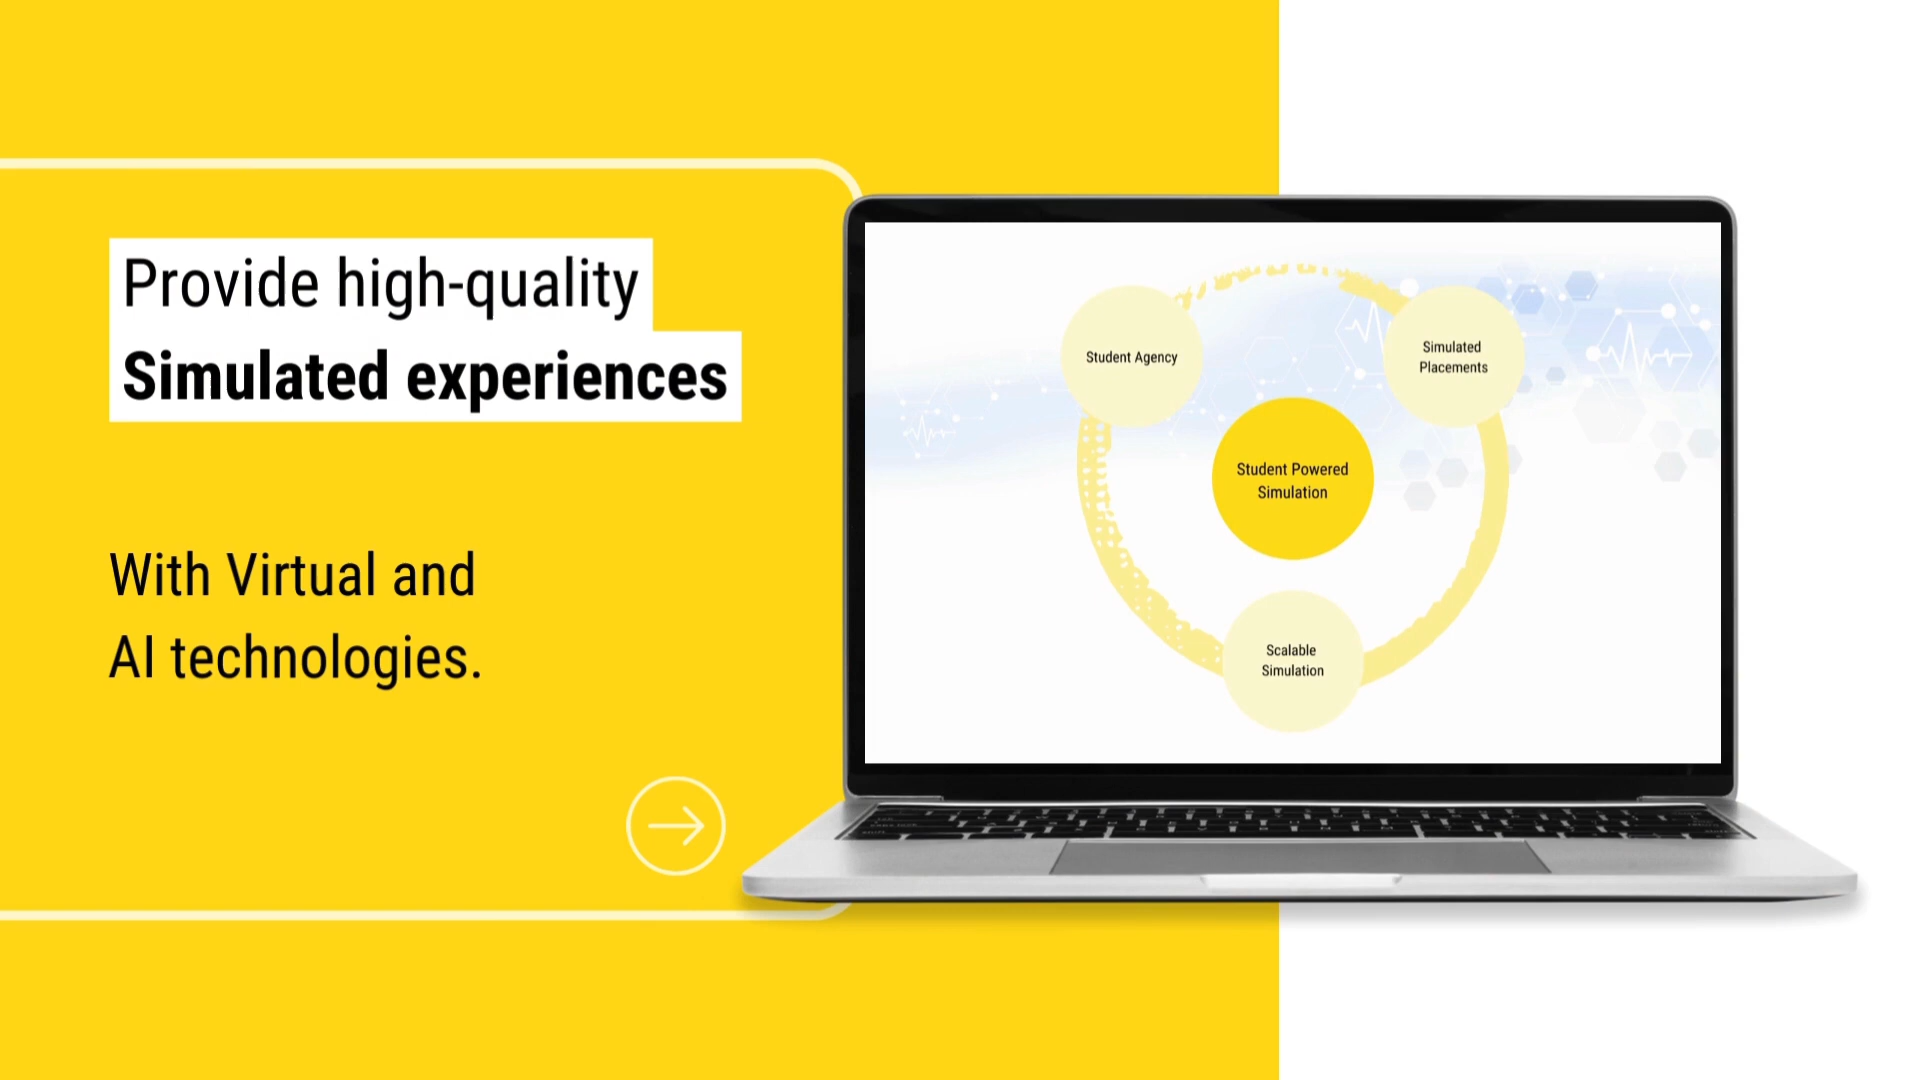 Provide high-quality
Simulated experiences
With Virtual and
AI technologies.
Student Agency
Simulated
Placements
Student Powered
Simulation
Scalable
Simulation